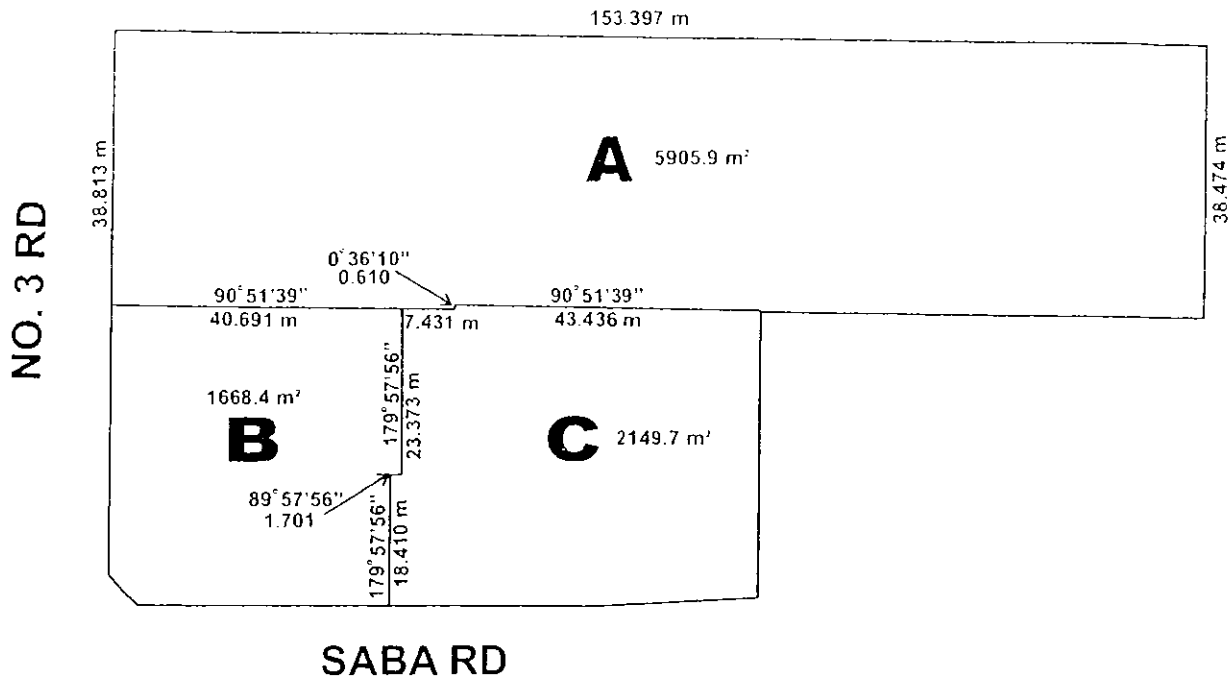 153.397 m
38.813 m
A 5905.9 m²
38.474 m
NO. 3 RD
0°36'10"
0.610
90°51'39"
40.691 m
7.431 m
90°51'39"
43.436 m
179°57'56"
23.373 m
1668.4 m²
B
C 2149.7 m²
89°57'56"
1.701
179°57'56"
18.410 m
SABA RD